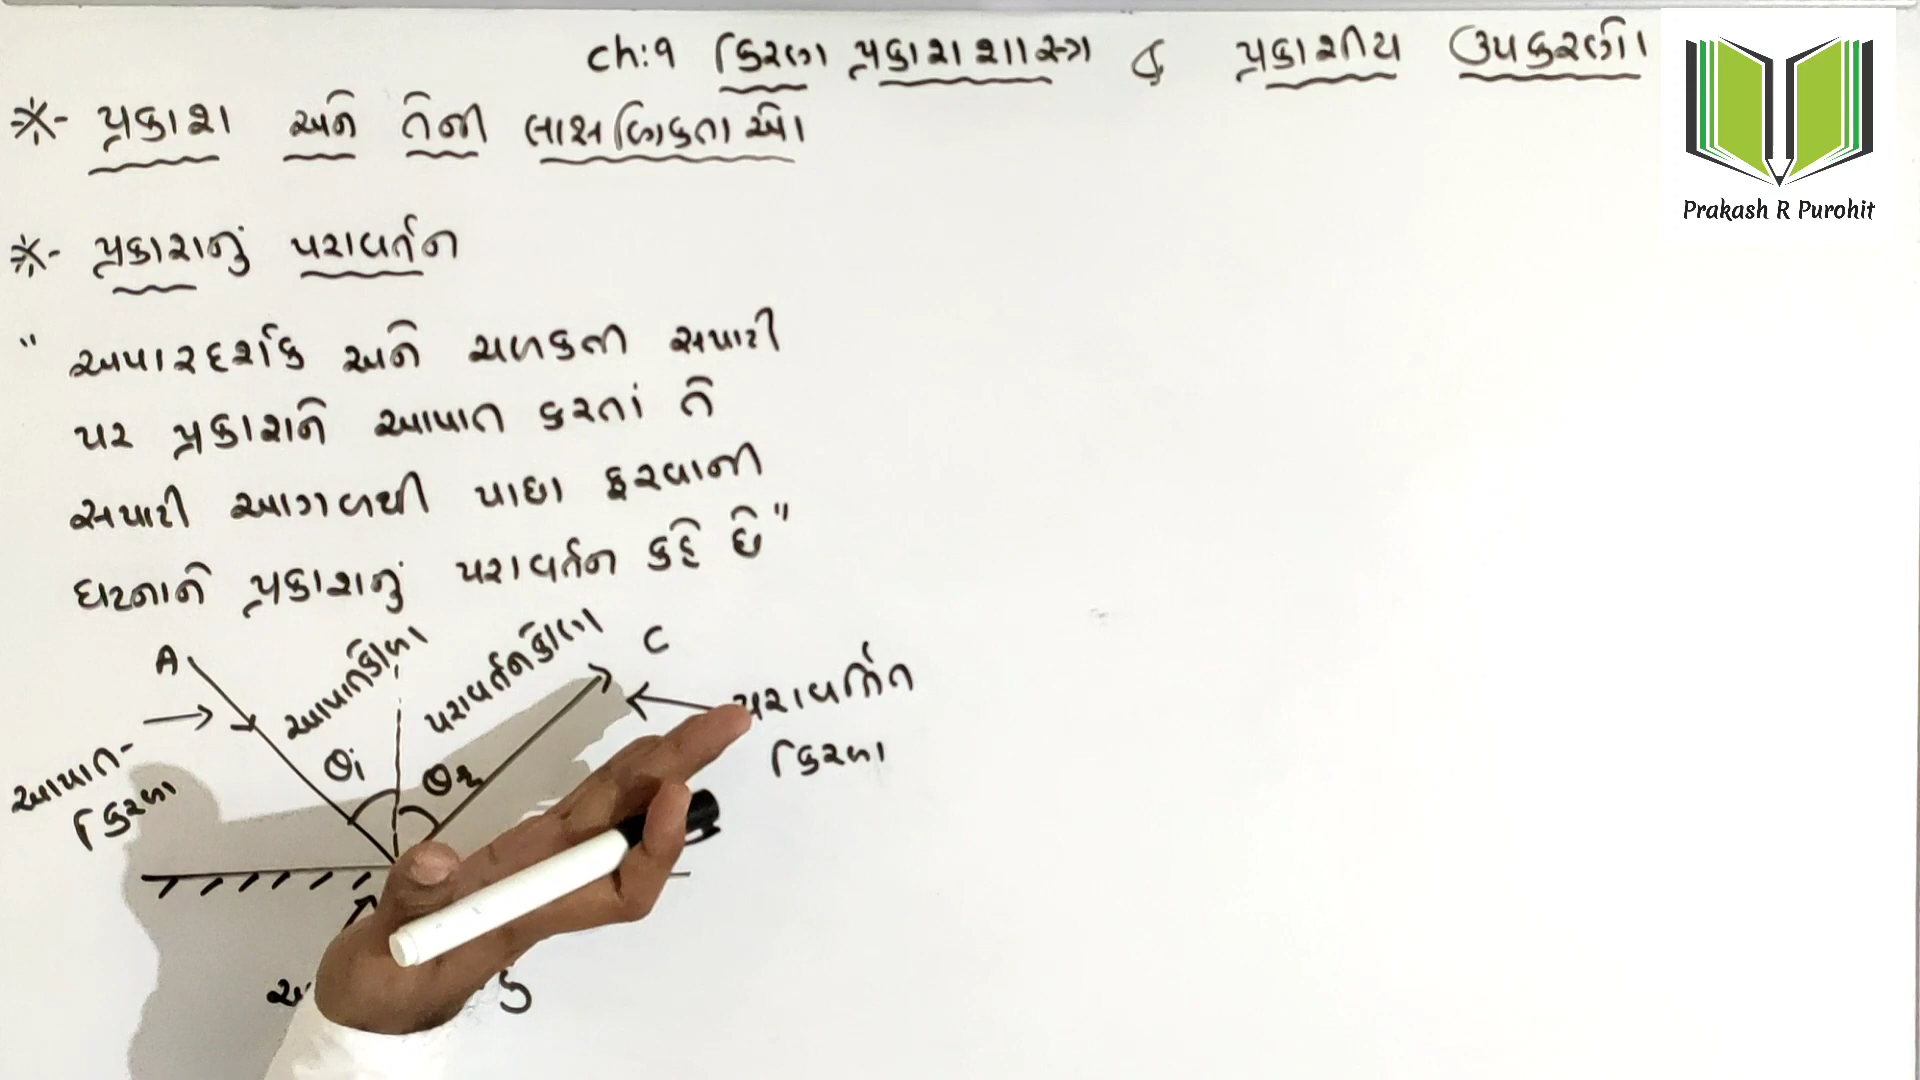 ch:9 કિરણ પ્રકાશશાસ્ત્ર & પ્રકાશીય ઉપકરણો
Prakash R Purohit
※- પ્રકાશ અને તેની લાક્ષણિકતાઓ
※- પ્રકાશનું પરાવર્તન
" અપારદર્શક અને ચળકતી સપાટી
પર પ્રકાશને આપાત કરતાં તે
સપાટી આગળથી પાછા ફરવાની
ઘટનાને પ્રકાશનું પરાવર્તન કહે છે"
A આપાતકોણ પરાવર્તનકોણ C
પરાવર્તિત
કિરણ
આપાત-
કિરણ
θi θr